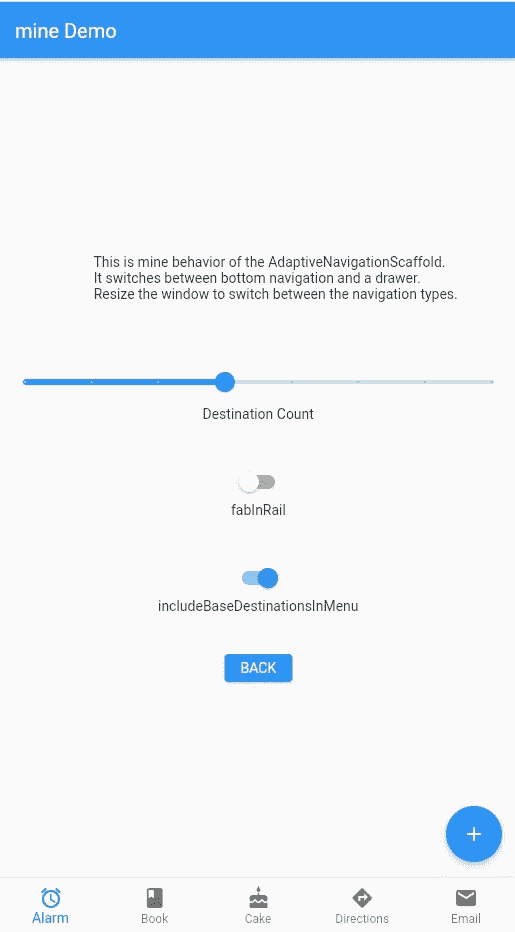 mine Demo
This is mine behavior of the AdaptiveNavigationScaffold.
It switches between bottom navigation and a drawer.
Resize the window to switch between the navigation types.
Destination Count
fabInRail
includeBaseDestinationsInMenu
BACK
Alarm Book Cake Directions Email